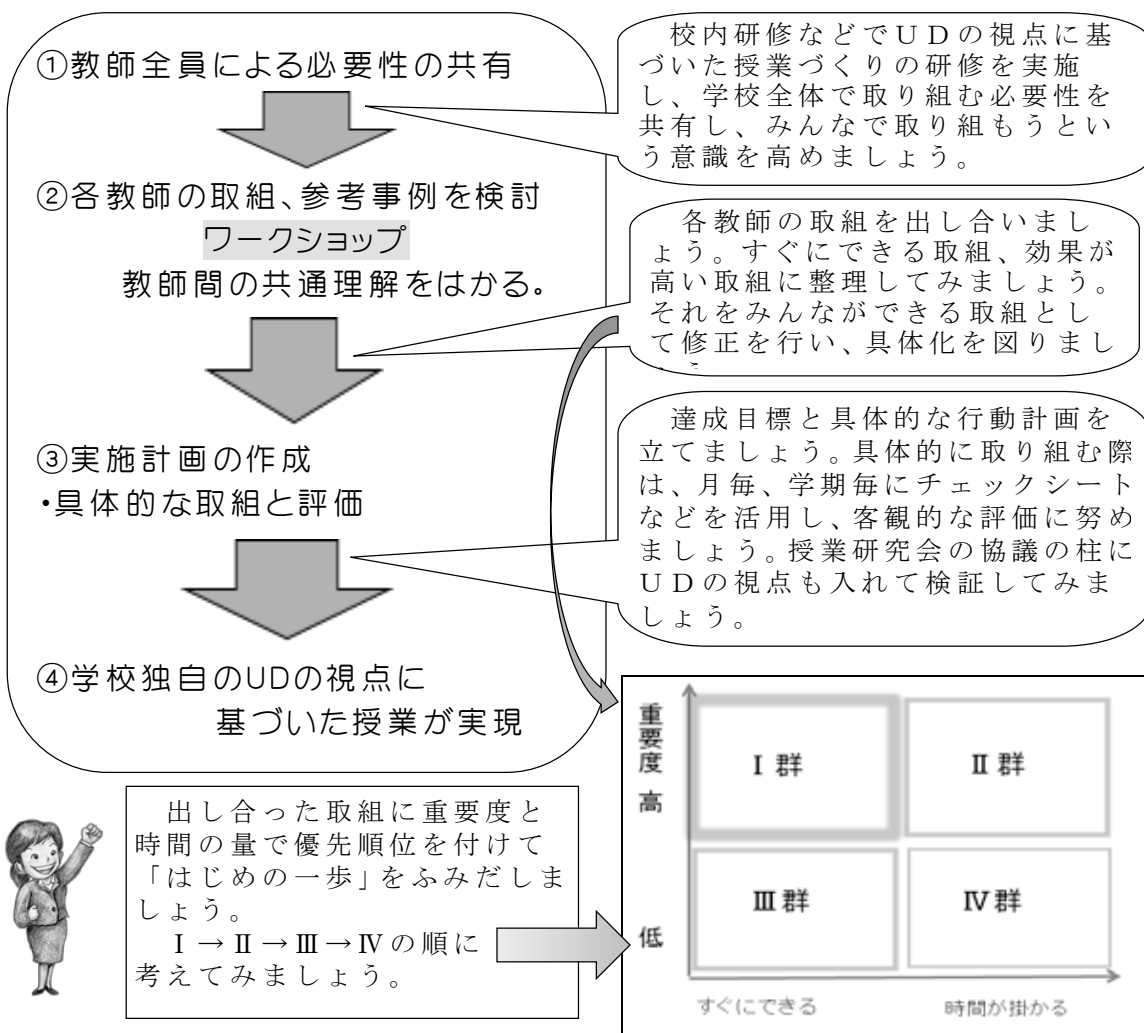 ①教師全員による必要性の共有
校内研修などでＵＤの視点に基
づいた授業づくりの研修を実施
し、学校全体で取り組む必要性を
共有し、みんなで取り組もうとい
う意識を高めましょう。
②各教師の取組、参考事例を検討
ワークショップ
教師間の共通理解をはかる。
各教師の取組を出し合いまし
ょう。すぐにできる取組、効果が
高い取組に整理してみましょう。
それをみんなができる取組とし
て修正を行い、具体化を図りまし
③実施計画の作成
・具体的な取組と評価
達成目標と具体的な行動計画を
立てましょう。具体的に取り組む際
は、月毎、学期毎にチェックシート
などを活用し、客観的な評価に努め
ましょう。授業研究会の協議の柱に
ＵＤの視点も入れて検証してみま
しょう。
④学校独自のUDの視点に
基づいた授業が実現
出し合った取組に重要度と
時間の量で優先順位を付けて
「はじめの一歩」をふみだしま
しょう。
Ⅰ→Ⅱ→Ⅲ→Ⅳの順に
考えてみましょう。
重要度
高
低
Ⅰ群
Ⅱ群
Ⅲ群
Ⅳ群
すぐにできる
時間が掛かる